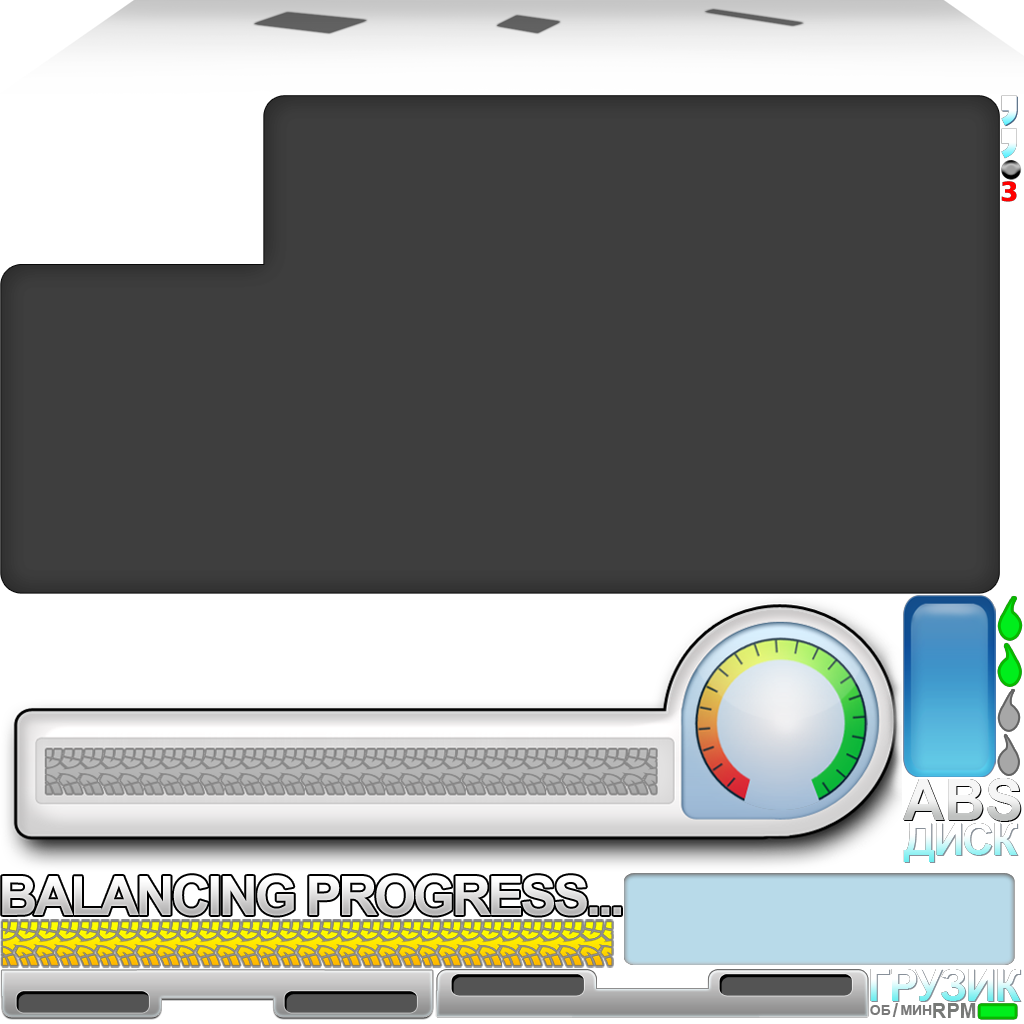 3
ABS
ДИСК
BALANCING PROGRESS...
ГРУЗИК
ОБ/МИН RPM